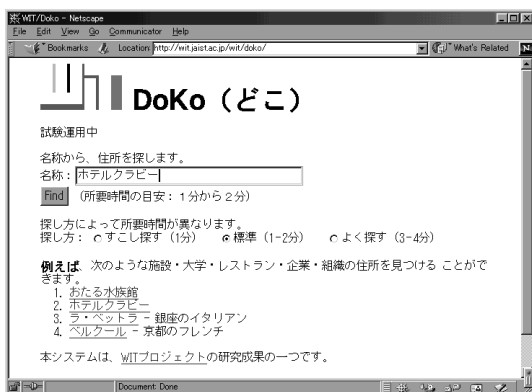 WIT/Doko - Netscape
File Edit View Go Communicator Help
Bookmarks Location: http://wit.jaist.ac.jp/wit/doko/ What's Related N
DoKo（どこ）
試験運用中
名称から、住所を探します。
名称： ホテルクラビー
Find （所要時間の目安： １分から２分）
探し方によって所要時間が異なります。
探し方： すこし探す (1分) 標準 (1-2分) よく探す (3-4分)
例えば、次のような施設・大学・レストラン・企業・組織の住所を見つける ことがで
きます。
1. おたる水族館
2. ホテルクラビー
3. ラ・ベットラ - 銀座のイタリアン
4. ベルクール - 京都のフレンチ
本システムは、WITプロジェクトの研究成果の一つです。
Document: Done